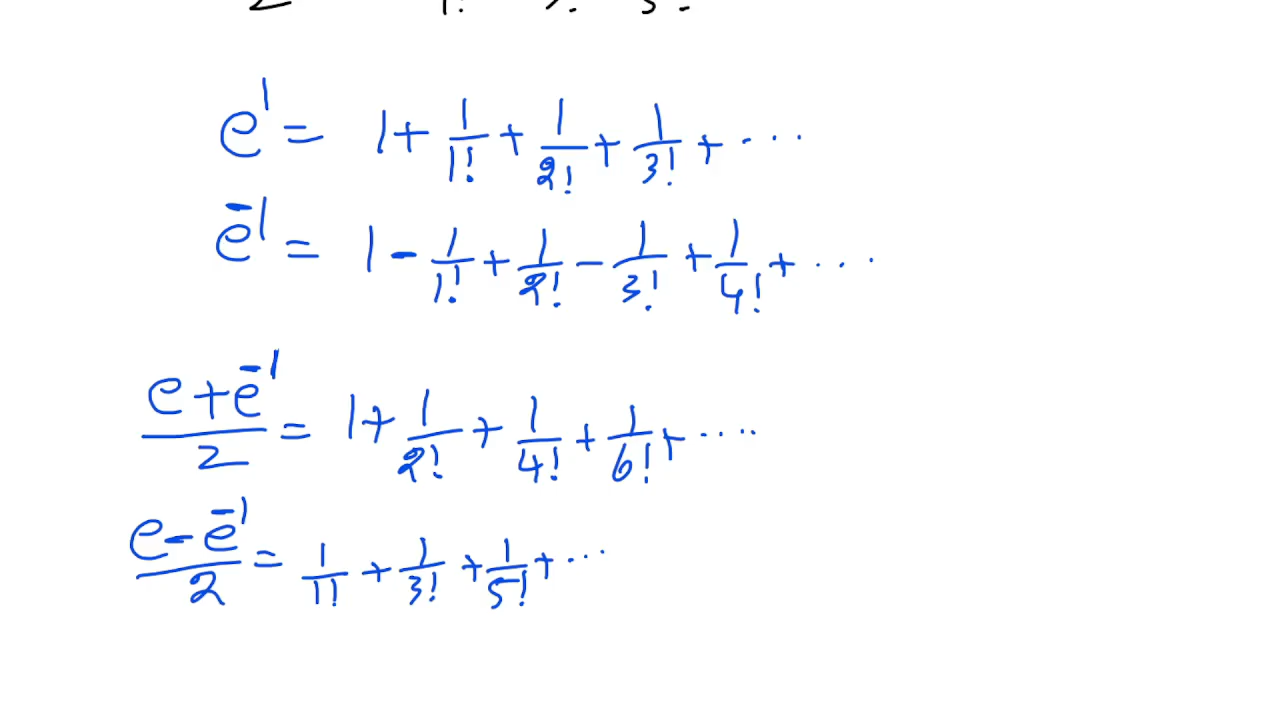 e^1 = 1 + 1/1! + 1/2! + 1/3! + ...
e^-1 = 1 - 1/1! + 1/2! - 1/3! + 1/4! + ...
(e + e^-1)/2 = 1 + 1/2! + 1/4! + 1/6! + ....
(e - e^-1)/2 = 1/1! + 1/3! + 1/5! + ...